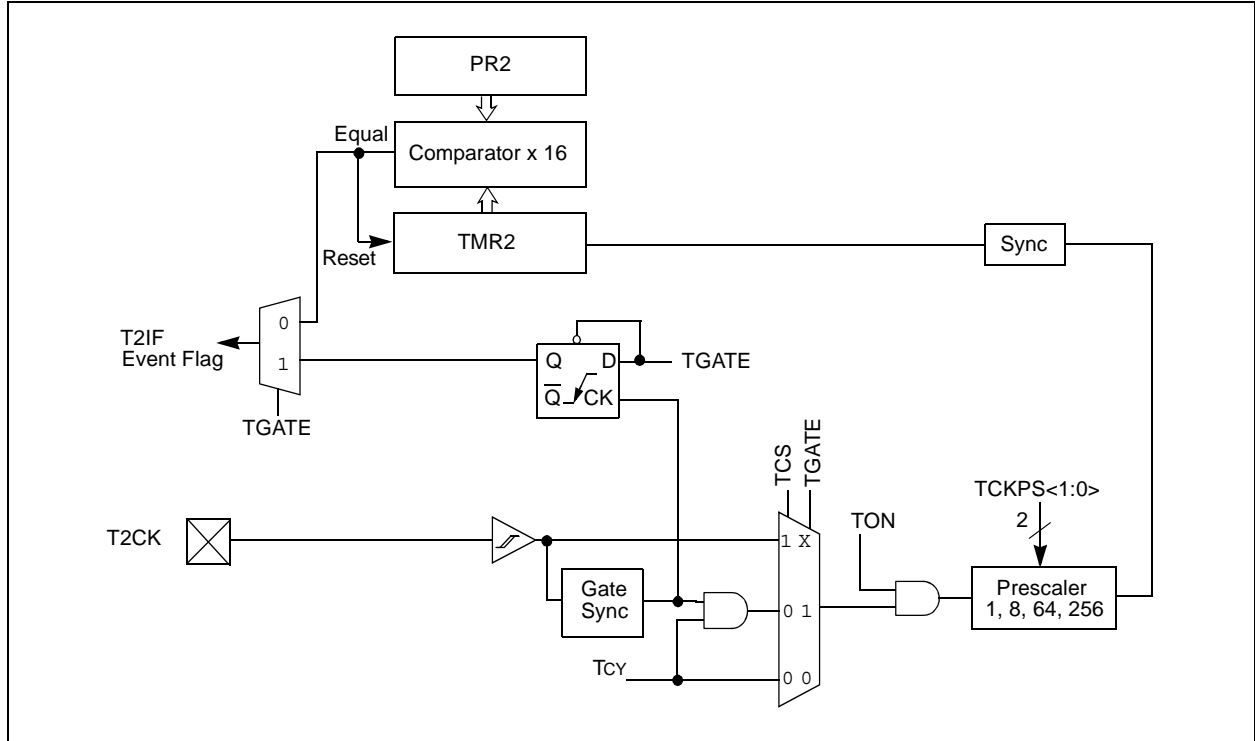 PR2
Equal
Comparator x 16
Reset
TMR2
Sync
0
T2IF
Event Flag
1
Q D
TGATE
Q CK
TGATE
TCS
TGATE
TCKPS<1:0>
2
TON
T2CK
1 X
Gate
Sync
0 1
Prescaler
1, 8, 64, 256
TCY
0 0